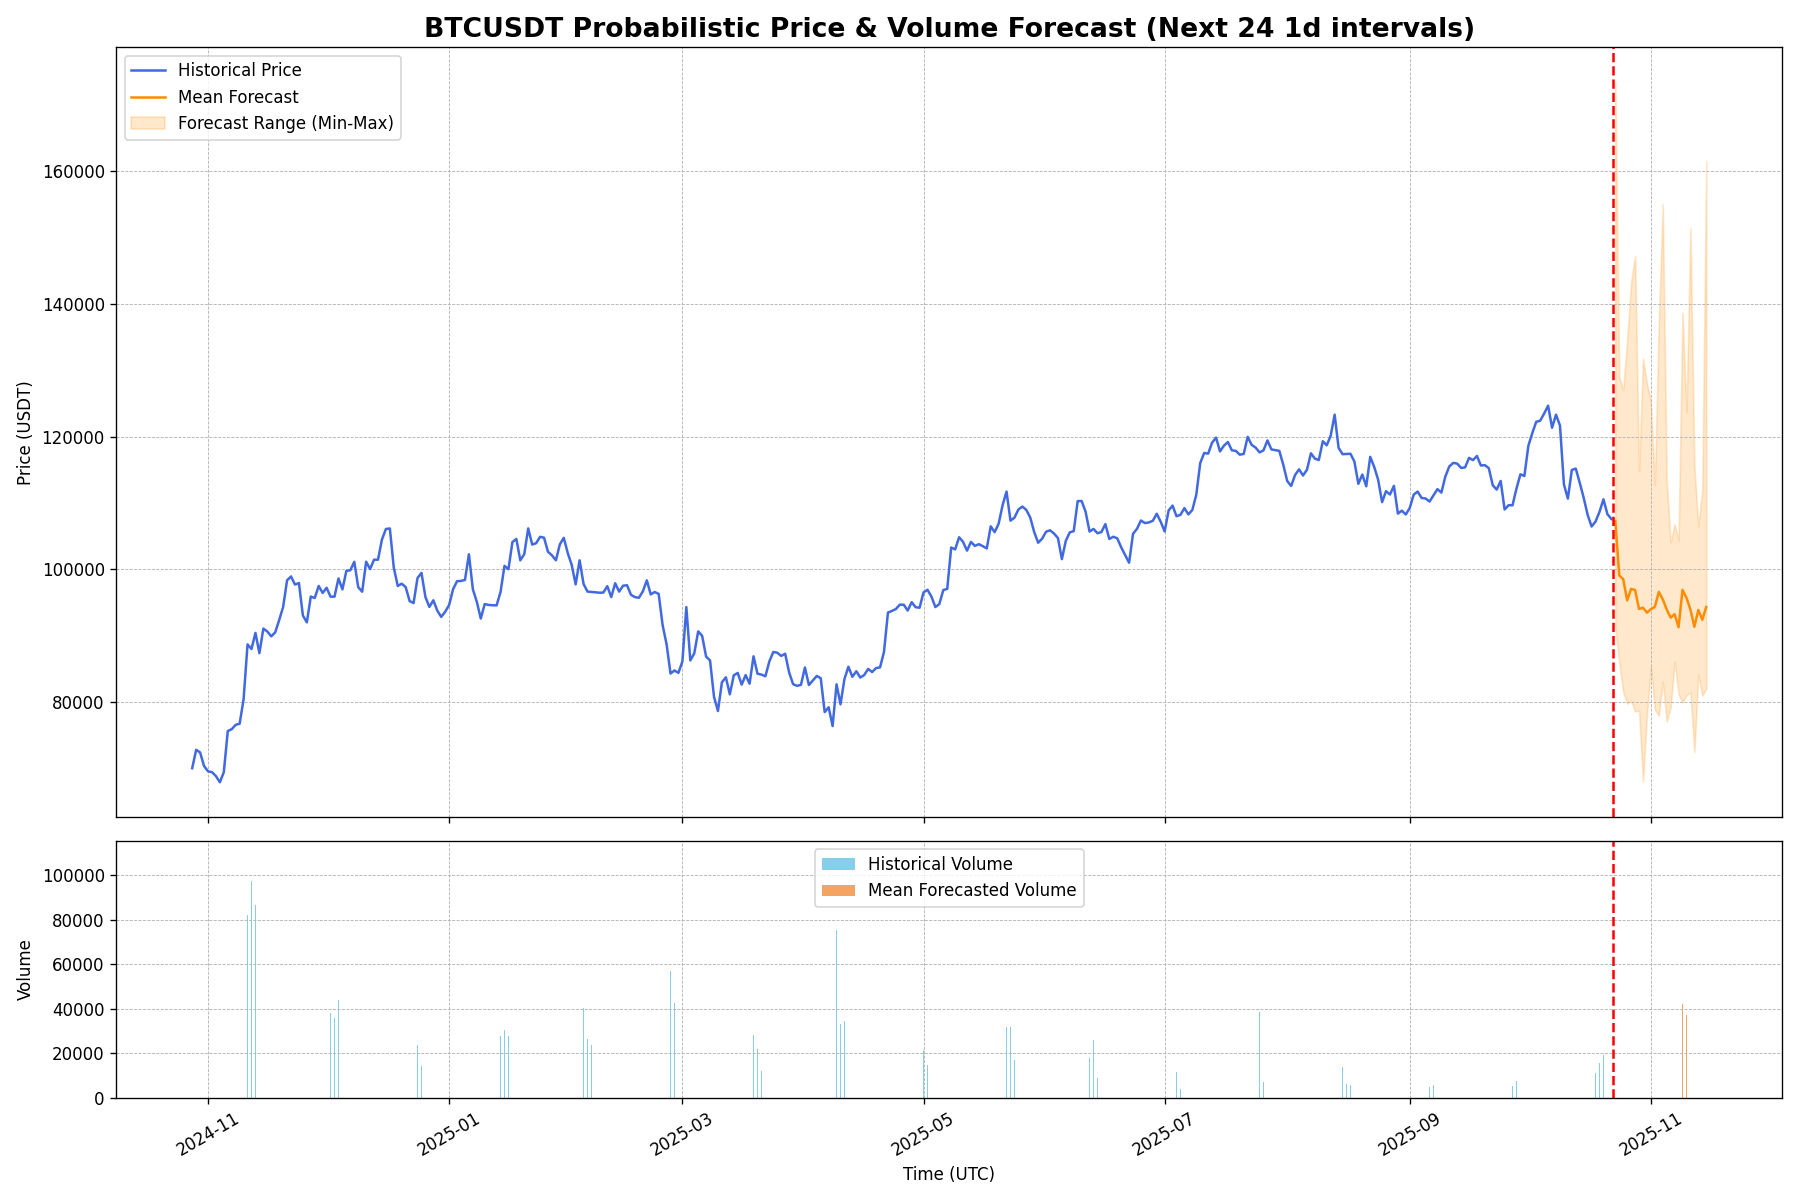 BTCUSDT Probabilistic Price & Volume Forecast (Next 24 1d intervals)
Historical Price
Mean Forecast
Forecast Range (Min-Max)
160000
140000
120000
100000
80000
Price (USDT)
Historical Volume
Mean Forecasted Volume
100000
80000
60000
40000
20000
0
Volume
2024-11
2025-01
2025-03
2025-05
2025-07
2025-09
2025-11
Time (UTC)